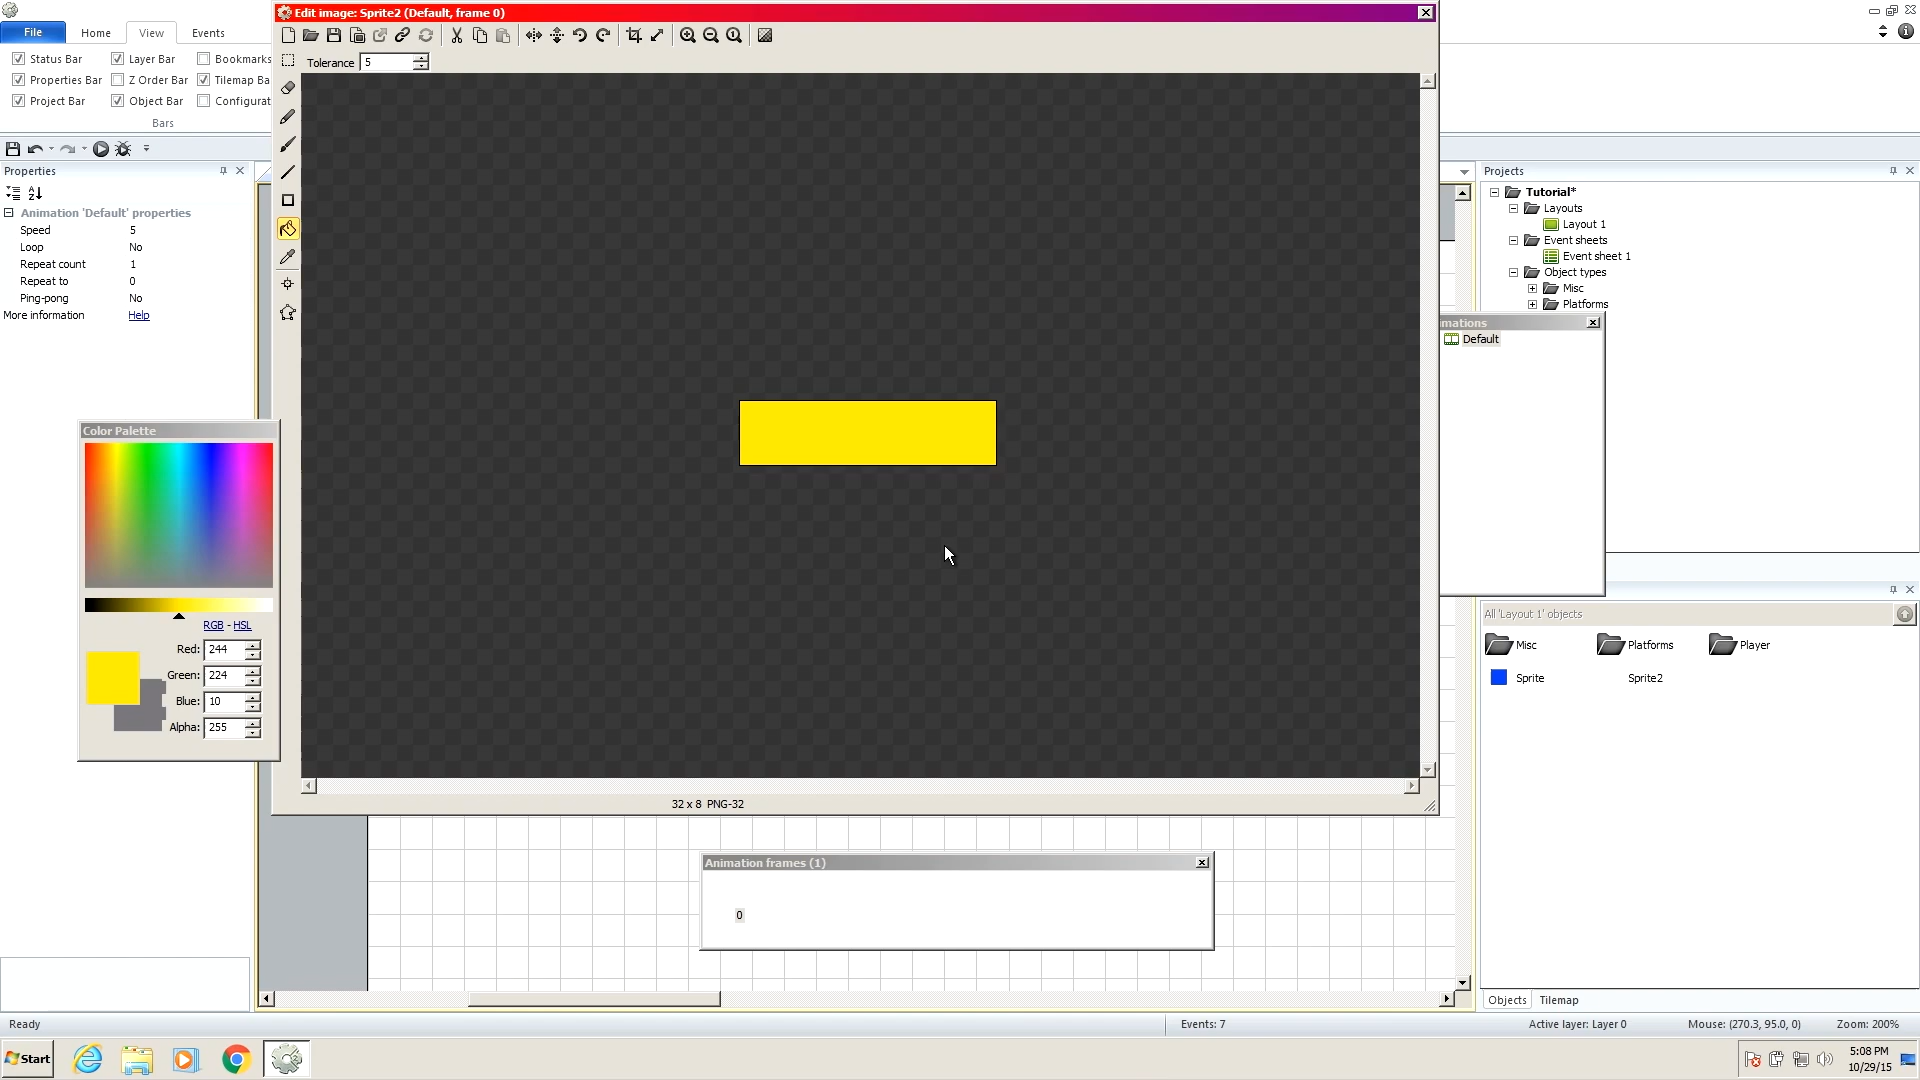 Edit image: Sprite2 (Default, frame 0)
File Home View Events
Status Bar Layer Bar Bookmarks
Properties Bar Z Order Bar Tilemap Ba
Project Bar Object Bar Configurat
Bars
Tolerance 5
Properties
Animation 'Default' properties
Speed 5
Loop No
Repeat count 1
Repeat to 0
Ping-pong No
More information Help
Color Palette
RGB - HSL
Red: 244
Green: 224
Blue: 10
Alpha: 255
32 x 8 PNG-32
Animation frames (1)
0
Projects
Tutorial*
Layouts
Layout 1
Event sheets
Event sheet 1
Object types
Misc
Platforms
mations
Default
All 'Layout 1' objects
Misc Platforms Player
Sprite Sprite2
Objects Tilemap
Ready Events: 7 Active layer: Layer 0 Mouse: (270.3, 95.0, 0) Zoom: 200%
Start 5:08 PM
10/29/15